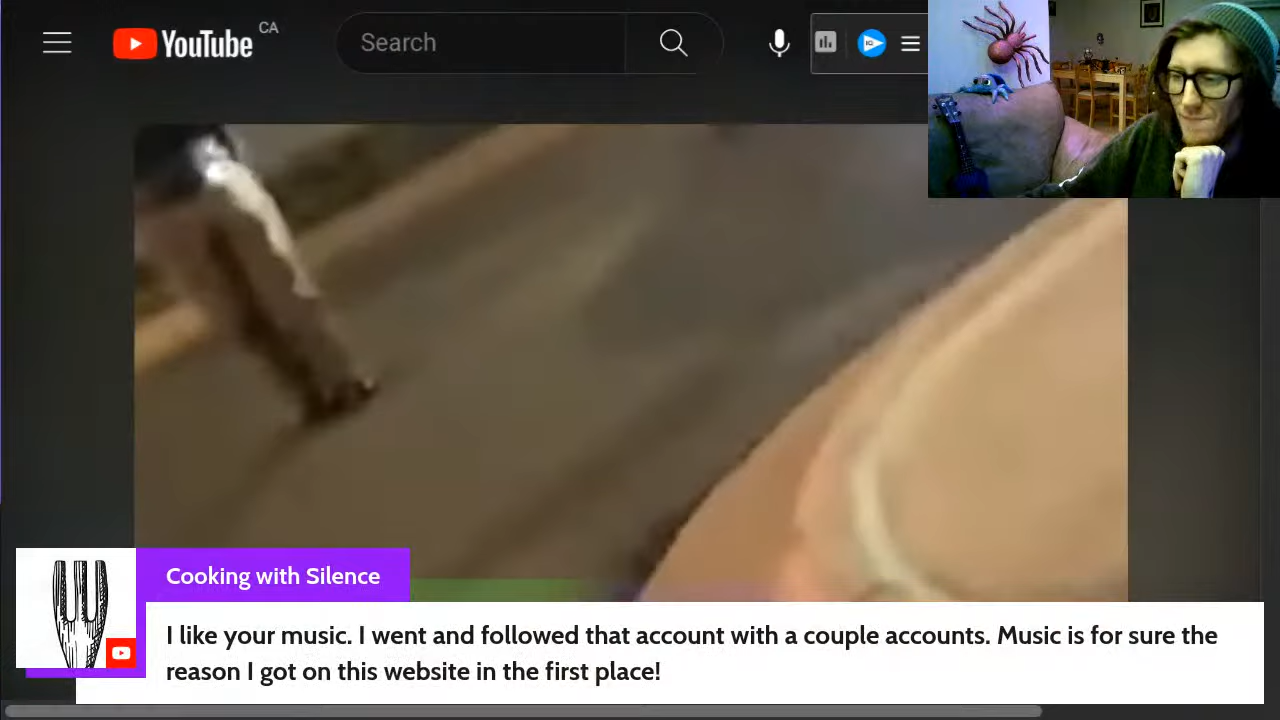 YouTube CA
Search
Cooking with Silence
I like your music. I went and followed that account with a couple accounts. Music is for sure the
reason I got on this website in the first place!